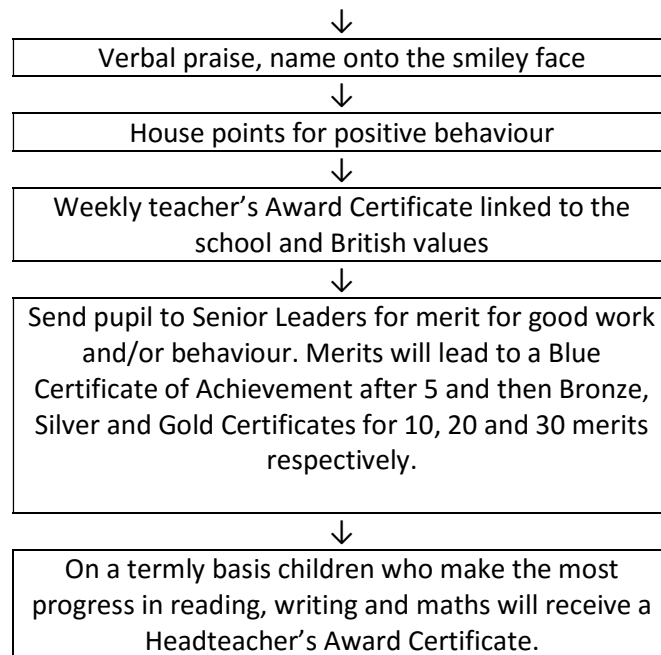 ↓
Verbal praise, name onto the smiley face
↓
House points for positive behaviour
↓
Weekly teacher’s Award Certificate linked to the
school and British values
↓
Send pupil to Senior Leaders for merit for good work
and/or behaviour. Merits will lead to a Blue
Certificate of Achievement after 5 and then Bronze,
Silver and Gold Certificates for 10, 20 and 30 merits
respectively.
↓
On a termly basis children who make the most
progress in reading, writing and maths will receive a
Headteacher’s Award Certificate.